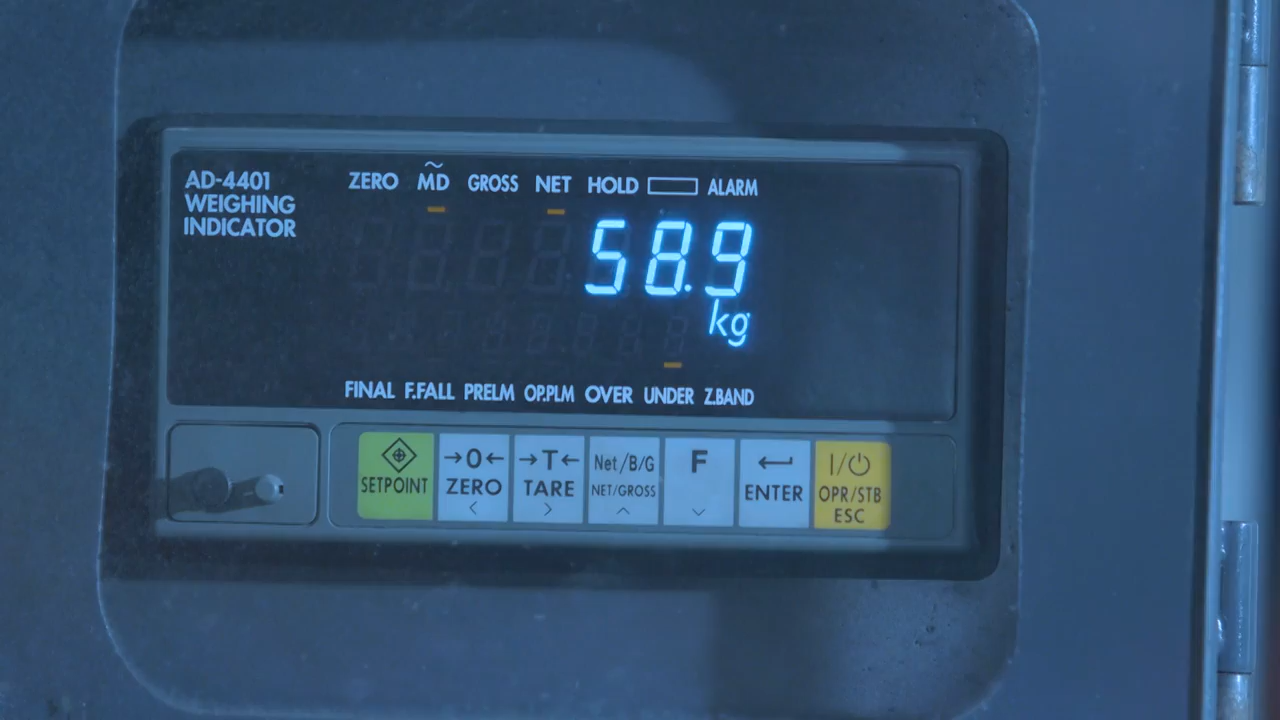 AD-4401
WEIGHING
INDICATOR
ZERO MD GROSS NET HOLD ALARM
58.9
kg
FINAL F.FALL PRELM OP.PLM OVER UNDER Z.BAND
SETPOINT
→0←
ZERO
<
→T←
TARE
>
Net/B/G
NET/GROSS
F
ENTER
I/⏻
OPR/STB
ESC